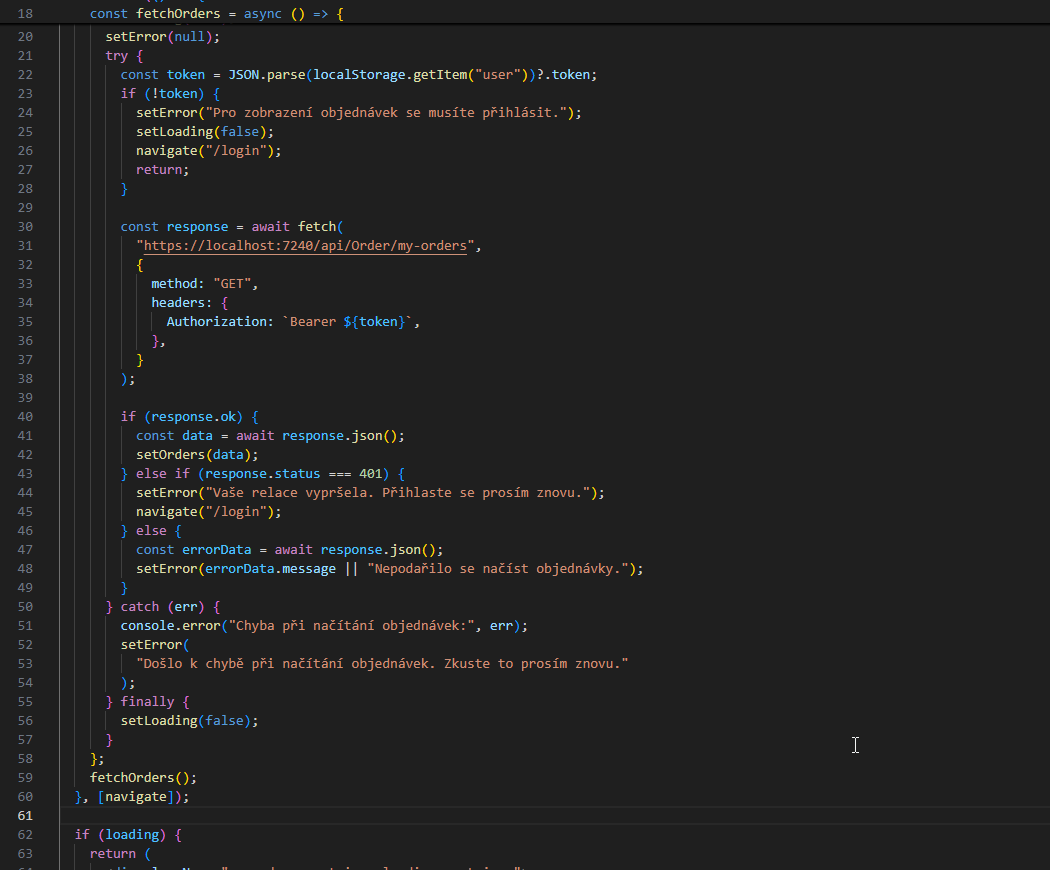 18 const fetchOrders = async () => {
20 setError(null);
21 try {
22 const token = JSON.parse(localStorage.getItem("user"))?.token;
23 if (!token) {
24 setError("Pro zobrazení objednávek se musíte přihlásit.");
25 setLoading(false);
26 navigate("/login");
27 return;
28 }
29
30 const response = await fetch(
31 "https://localhost:7240/api/Order/my-orders",
32 {
33 method: "GET",
34 headers: {
35 Authorization: `Bearer ${token}`,
36 },
37 }
38 );
39
40 if (response.ok) {
41 const data = await response.json();
42 setOrders(data);
43 } else if (response.status === 401) {
44 setError("Vaše relace vypršela. Přihlaste se prosím znovu.");
45 navigate("/login");
46 } else {
47 const errorData = await response.json();
48 setError(errorData.message || "Nepodařilo se načíst objednávky.");
49 }
50 } catch (err) {
51 console.error("Chyba při načítání objednávek:", err);
52 setError(
53 "Došlo k chybě při načítání objednávek. Zkuste to prosím znovu."
54 );
55 } finally {
56 setLoading(false);
57 }
58 };
59 fetchOrders();
60 }, [navigate]);
61
62 if (loading) {
63 return (